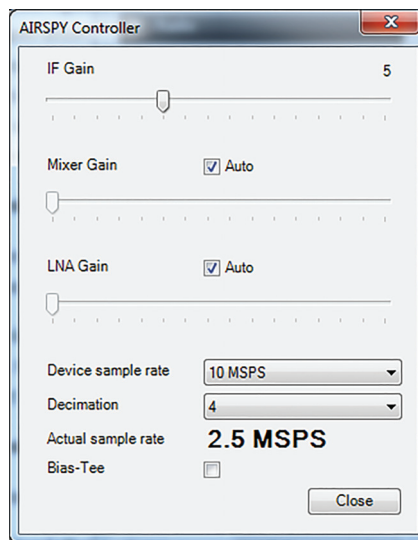 AIRSPY Controller
IF Gain 5
Mixer Gain Auto
LNA Gain Auto
Device sample rate 10 MSPS
Decimation 4
Actual sample rate 2.5 MSPS
Bias-Tee
Close